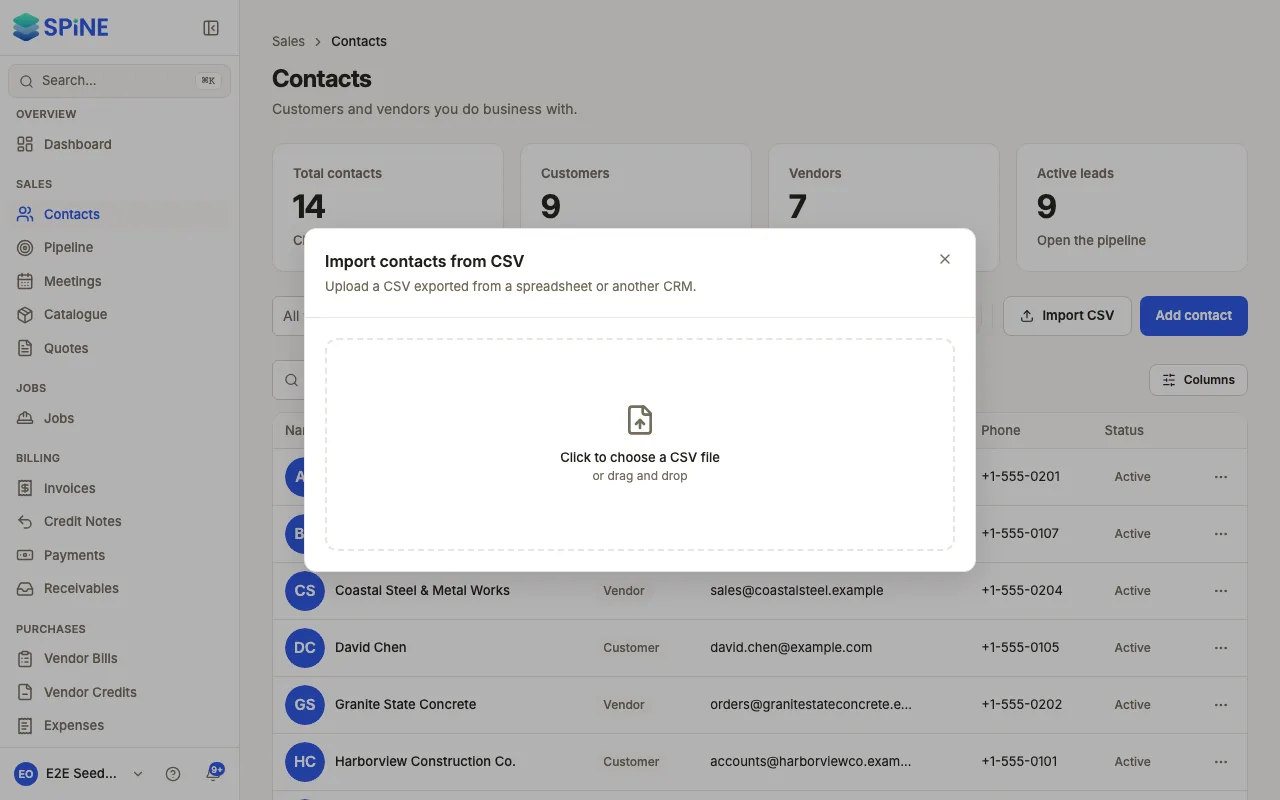 SPiNE
Search...
⌘K
OVERVIEW
Dashboard
SALES
Contacts
Pipeline
Meetings
Catalogue
Quotes
JOBS
Jobs
BILLING
Invoices
Credit Notes
Payments
Receivables
PURCHASES
Vendor Bills
Vendor Credits
Expenses
EO
E2E Seed...
9+
Sales
Contacts
Contacts
Customers and vendors you do business with.
Total contacts
14
Customers
9
Vendors
7
Active leads
9
Open the pipeline
All
Import CSV
Add contact
Columns
Import contacts from CSV
Upload a CSV exported from a spreadsheet or another CRM.
Click to choose a CSV file
or drag and drop
Phone
Status
+1-555-0201
Active
+1-555-0107
Active
CS
Coastal Steel & Metal Works
Vendor
sales@coastalsteel.example
+1-555-0204
Active
DC
David Chen
Customer
david.chen@example.com
+1-555-0105
Active
GS
Granite State Concrete
Vendor
orders@granitestateconcrete.e...
+1-555-0202
Active
HC
Harborview Construction Co.
Customer
accounts@harborviewco.exam...
+1-555-0101
Active